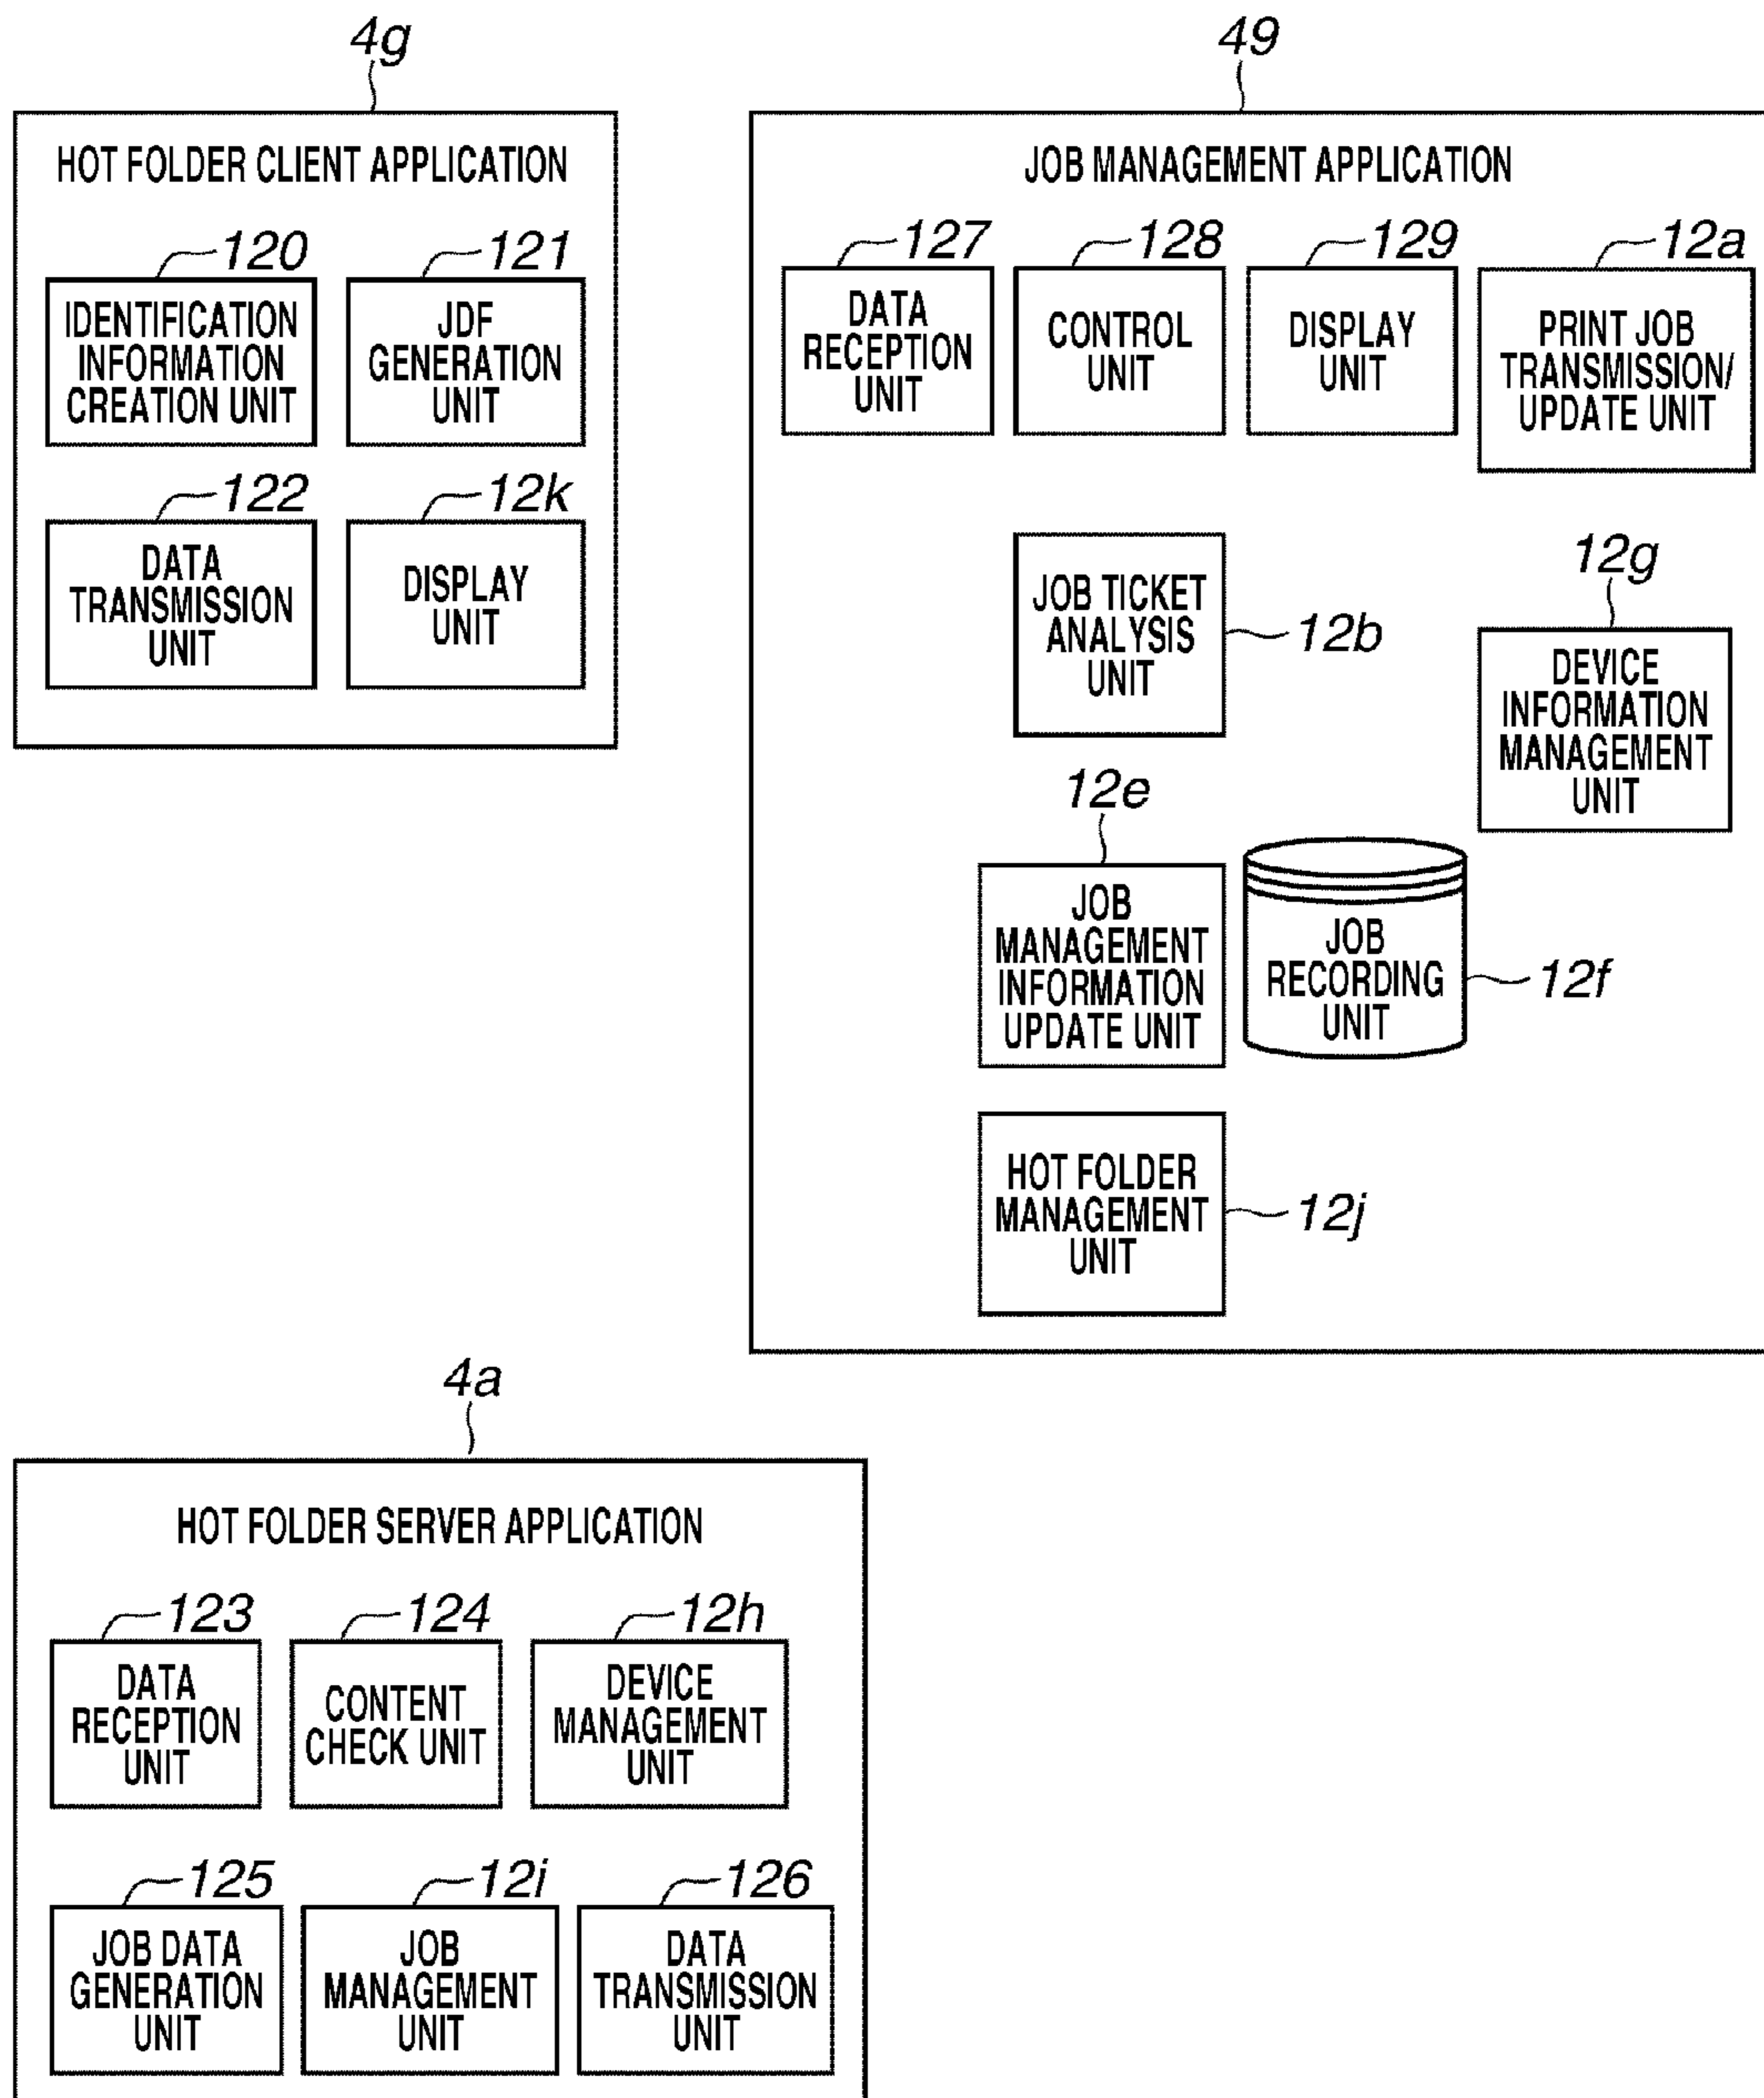 4g
HOT FOLDER CLIENT APPLICATION
120
IDENTIFICATION
INFORMATION
CREATION UNIT
121
JDF
GENERATION
UNIT
122
DATA
TRANSMISSION
UNIT
12k
DISPLAY
UNIT
49
JOB MANAGEMENT APPLICATION
127
DATA
RECEPTION
UNIT
128
CONTROL
UNIT
129
DISPLAY
UNIT
12a
PRINT JOB
TRANSMISSION/
UPDATE UNIT
JOB TICKET
ANALYSIS
UNIT
12b
12g
DEVICE
INFORMATION
MANAGEMENT
UNIT
12e
JOB
MANAGEMENT
INFORMATION
UPDATE UNIT
JOB
RECORDING
UNIT
12f
HOT FOLDER
MANAGEMENT
UNIT
12j
4a
HOT FOLDER SERVER APPLICATION
123
DATA
RECEPTION
UNIT
124
CONTENT
CHECK UNIT
12h
DEVICE
MANAGEMENT
UNIT
125
JOB DATA
GENERATION
UNIT
12i
JOB
MANAGEMENT
UNIT
126
DATA
TRANSMISSION
UNIT